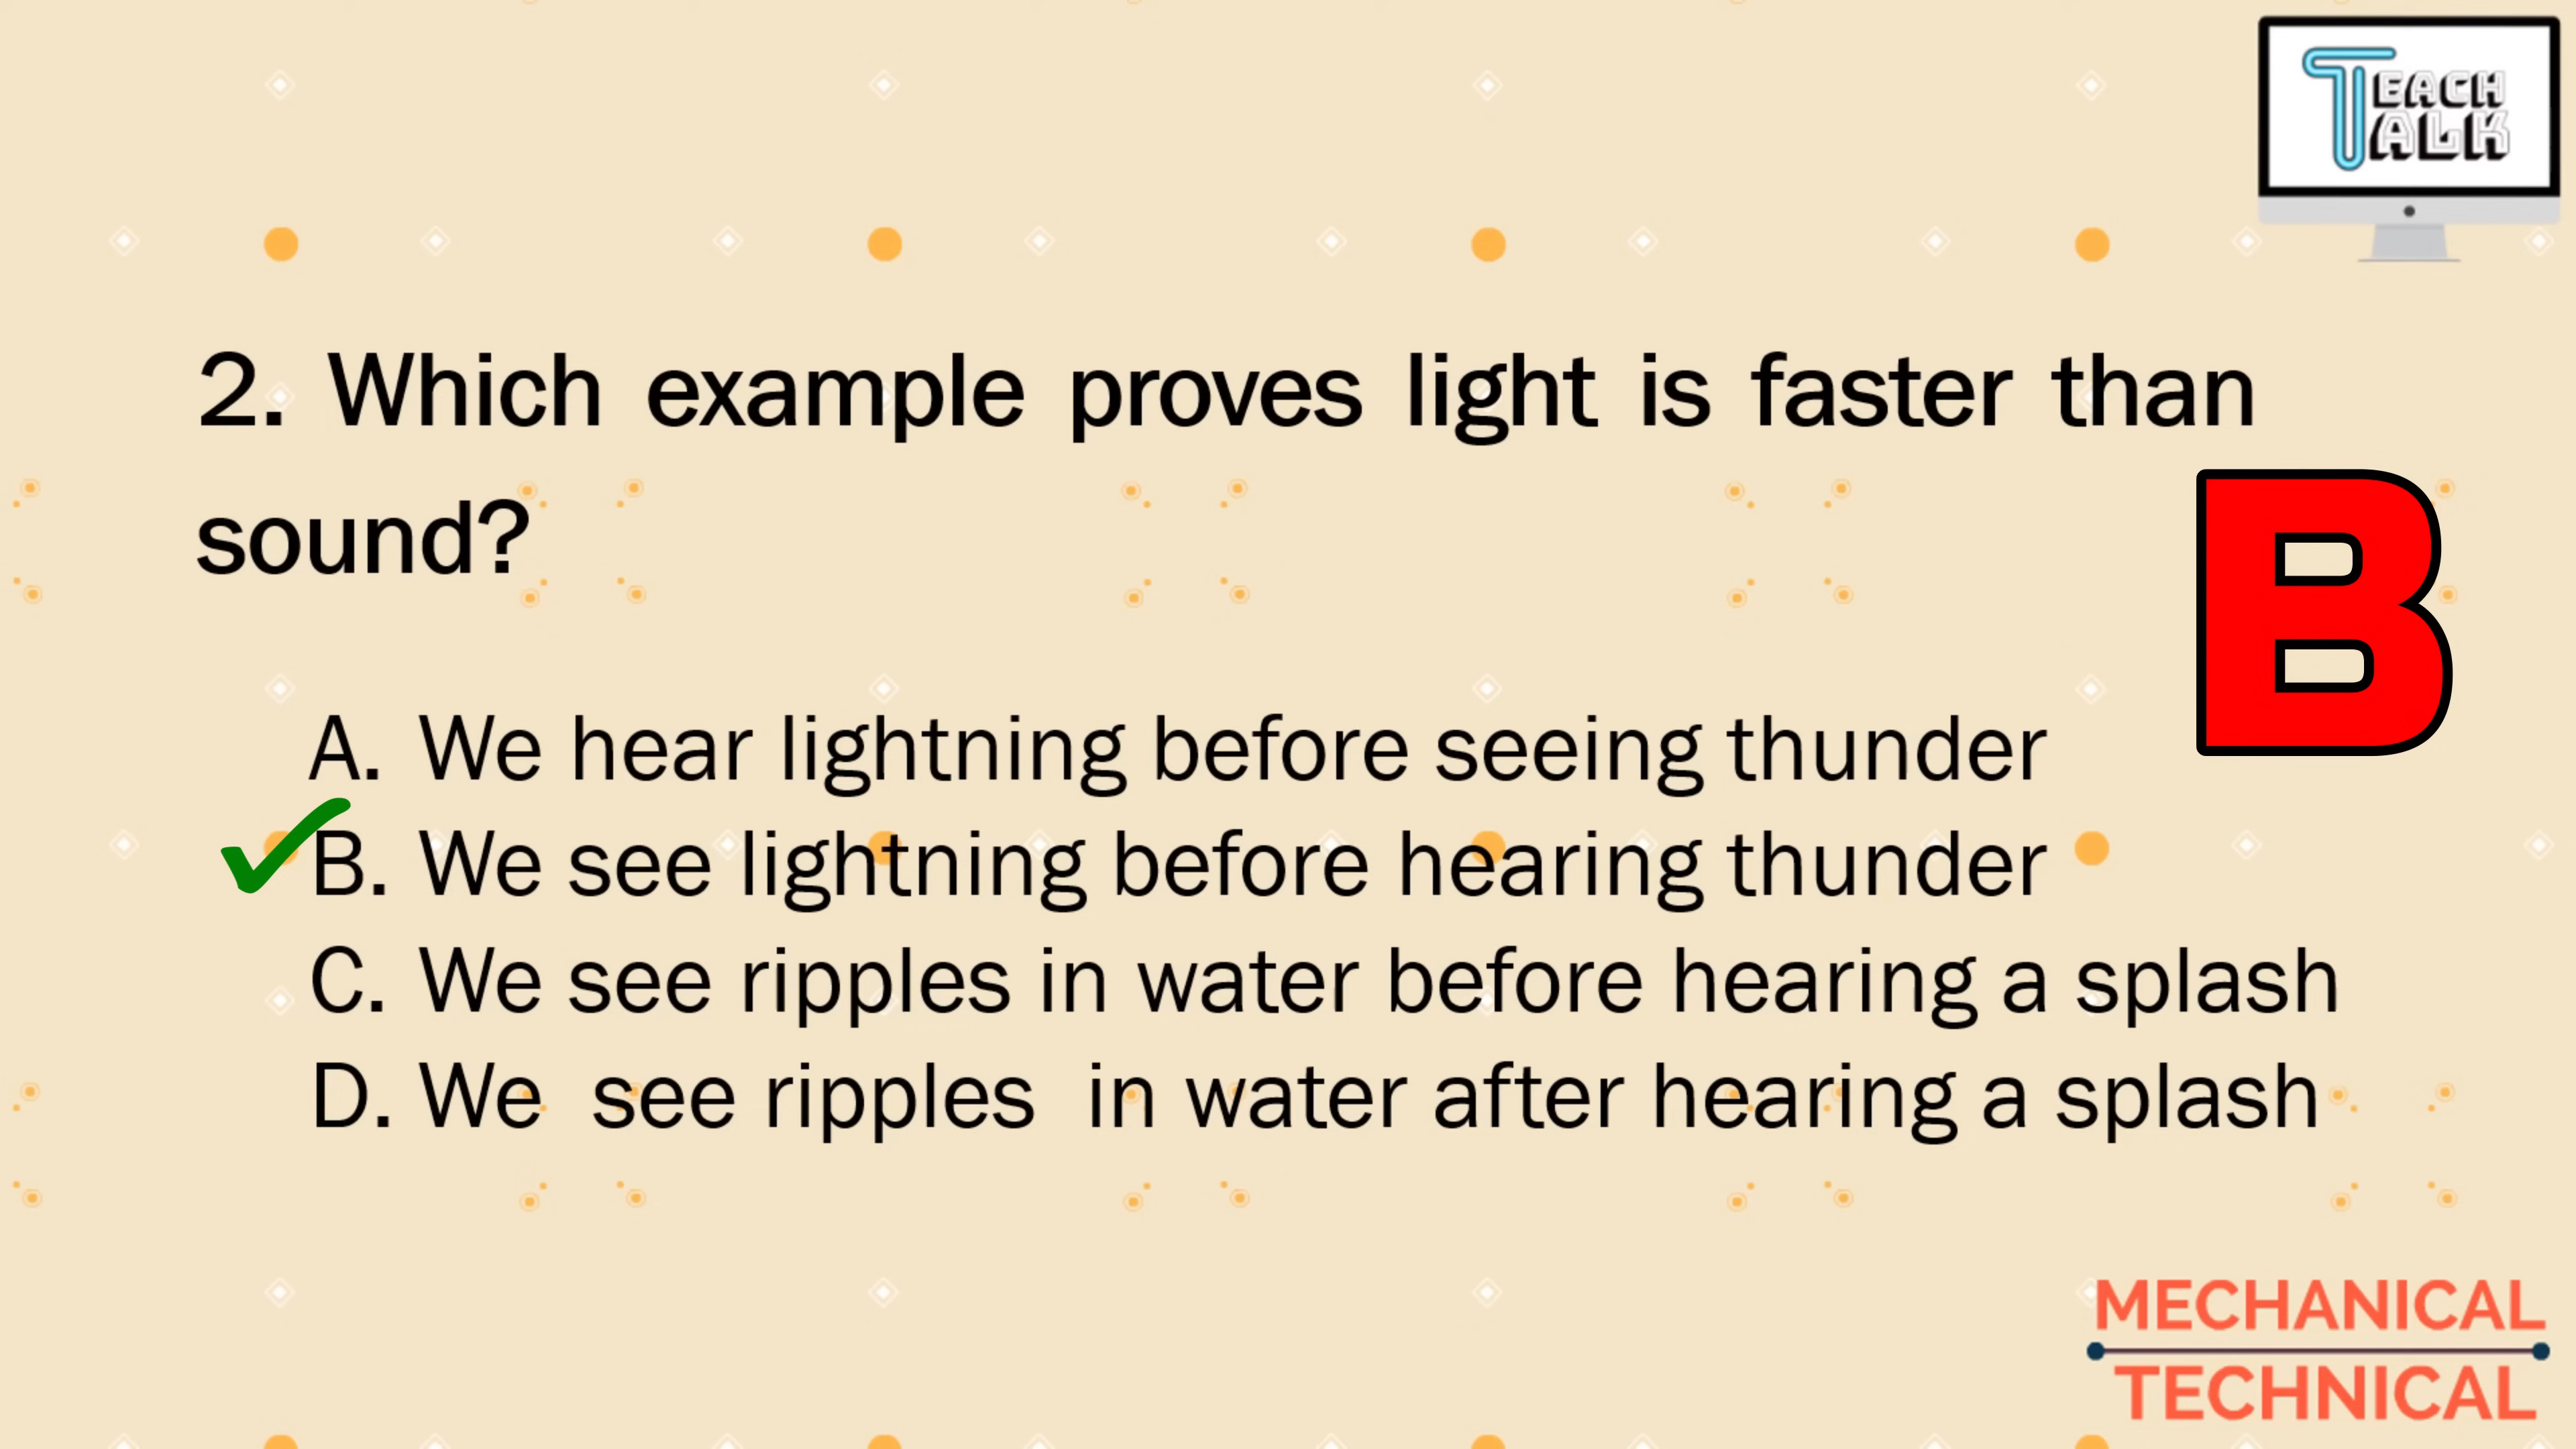 TEACH
TALK
2. Which example proves light is faster than
sound?
B
A. We hear lightning before seeing thunder
B. We see lightning before hearing thunder
C. We see ripples in water before hearing a splash
D. We see ripples in water after hearing a splash
MECHANICAL
TECHNICAL